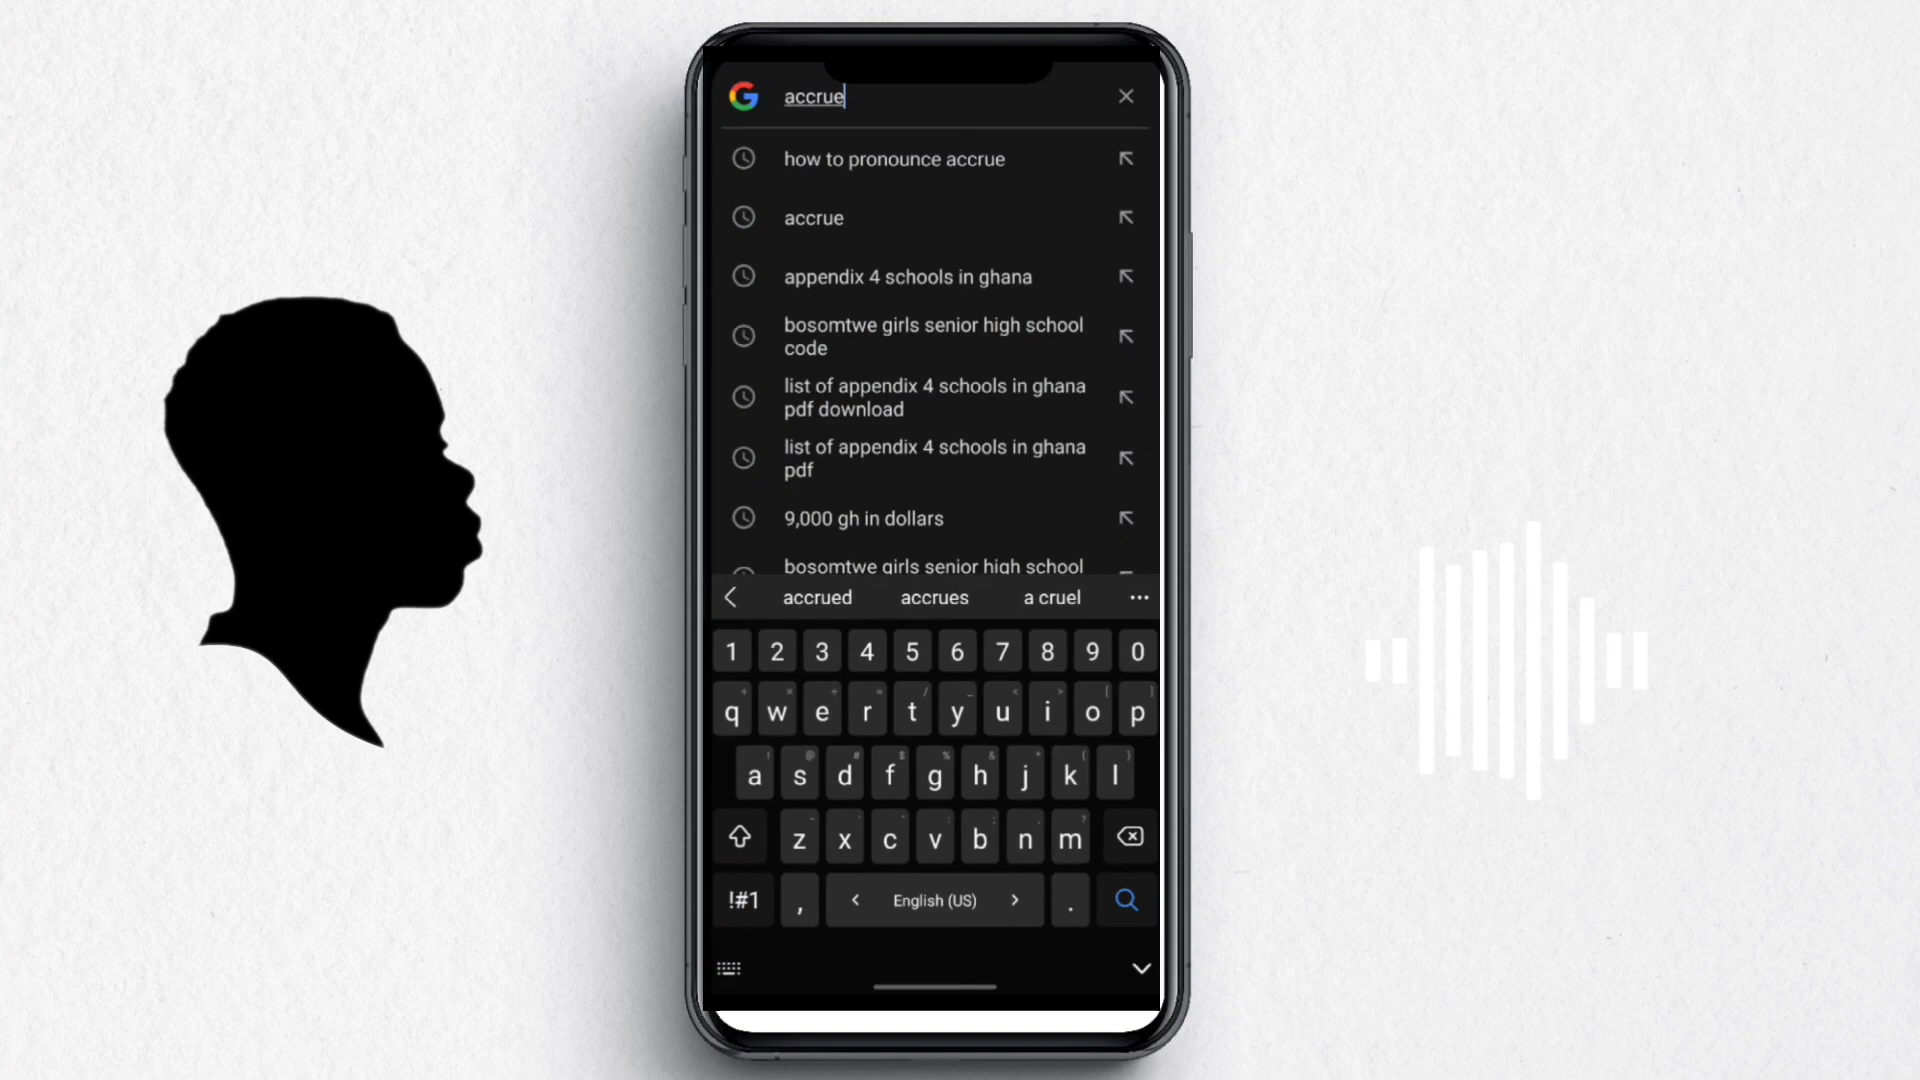 accrue
how to pronounce accrue
accrue
appendix 4 schools in ghana
bosomtwe girls senior high school
code
list of appendix 4 schools in ghana
pdf download
list of appendix 4 schools in ghana
pdf
9,000 gh in dollars
bosomtwe girls senior high school
accrued accrues a cruel
1 2 3 4 5 6 7 8 9 0
q w e r t y u i o p
a s d f g h j k l
z x c v b n m
!#1 , < English (US) > .